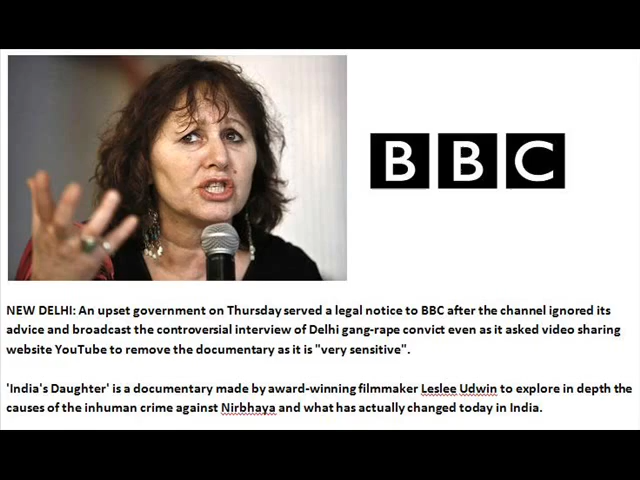 BBC
NEW DELHI: An upset government on Thursday served a legal notice to BBC after the channel ignored its
advice and broadcast the controversial interview of Delhi gang-rape convict even as it asked video sharing
website YouTube to remove the documentary as it is "very sensitive".
'India's Daughter' is a documentary made by award-winning filmmaker Leslee Udwin to explore in depth the
causes of the inhuman crime against Nirbhaya and what has actually changed today in India.